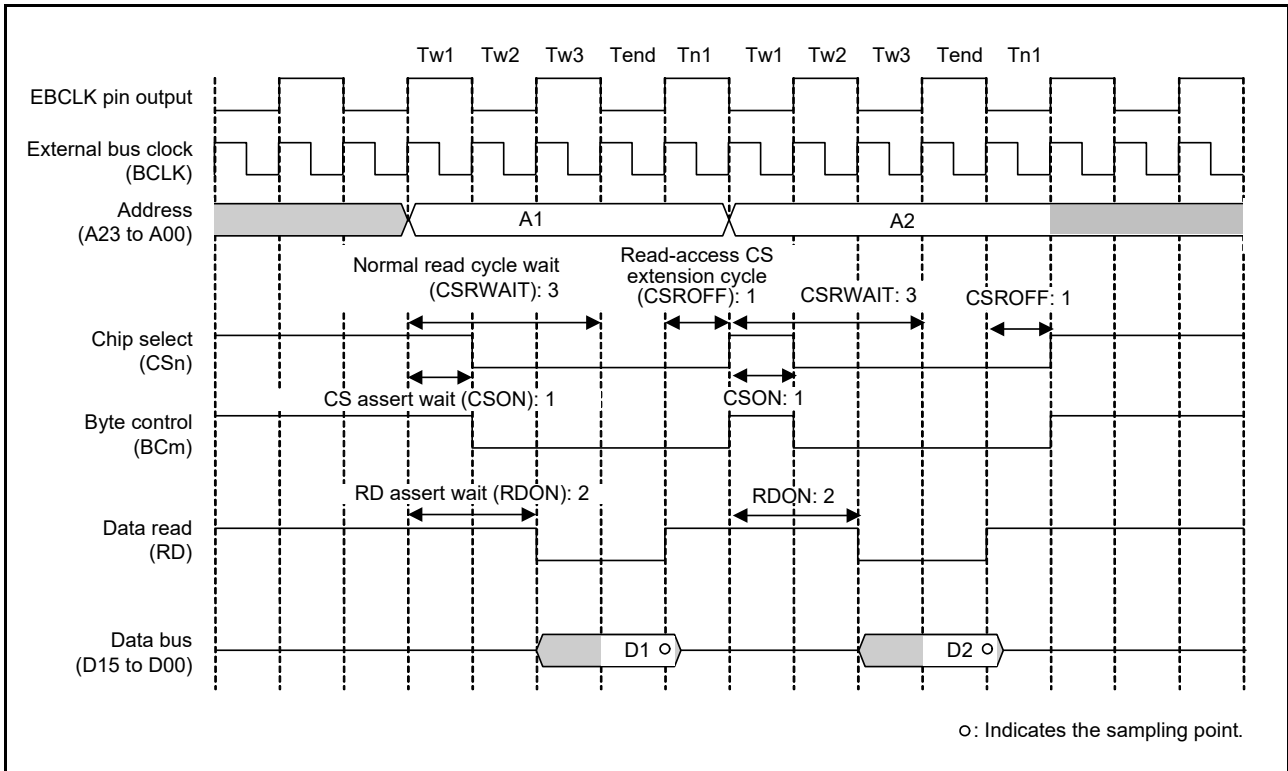 Tw1 Tw2 Tw3 Tend Tn1 Tw1 Tw2 Tw3 Tend Tn1
EBCLK pin output
External bus clock
(BCLK)
Address
(A23 to A00)
A1
A2
Normal read cycle wait
(CSRWAIT): 3
Read-access CS
extension cycle
(CSROFF): 1
CSRWAIT: 3
CSROFF: 1
Chip select
(CSn)
CS assert wait (CSON): 1
CSON: 1
Byte control
(BCm)
RD assert wait (RDON): 2
RDON: 2
Data read
(RD)
Data bus
(D15 to D00)
D1
D2
: Indicates the sampling point.